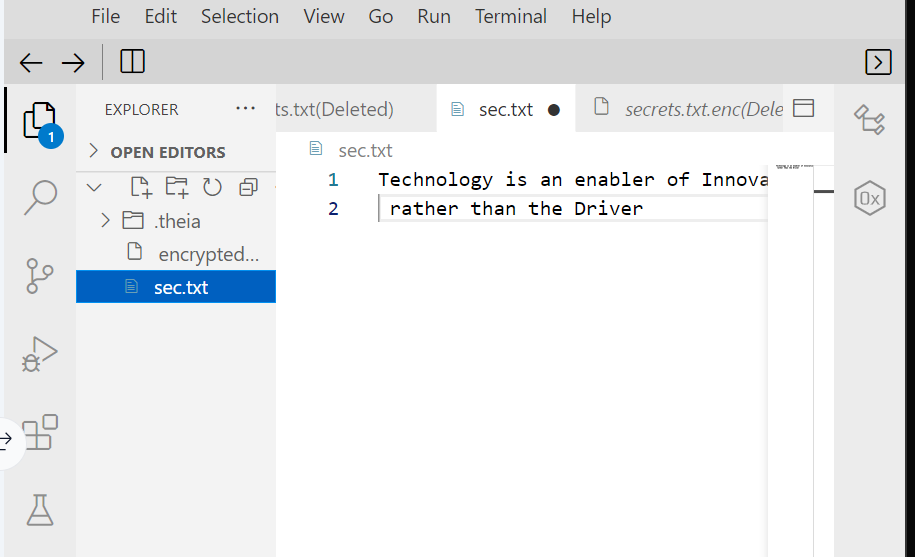 File Edit Selection View Go Run Terminal Help
EXPLORER ... ts.txt(Deleted) sec.txt secrets.txt.enc(Dele
1
OPEN EDITORS
sec.txt
1 Technology is an enabler of Innova
2 rather than the Driver
.theia
encrypted...
sec.txt
0x